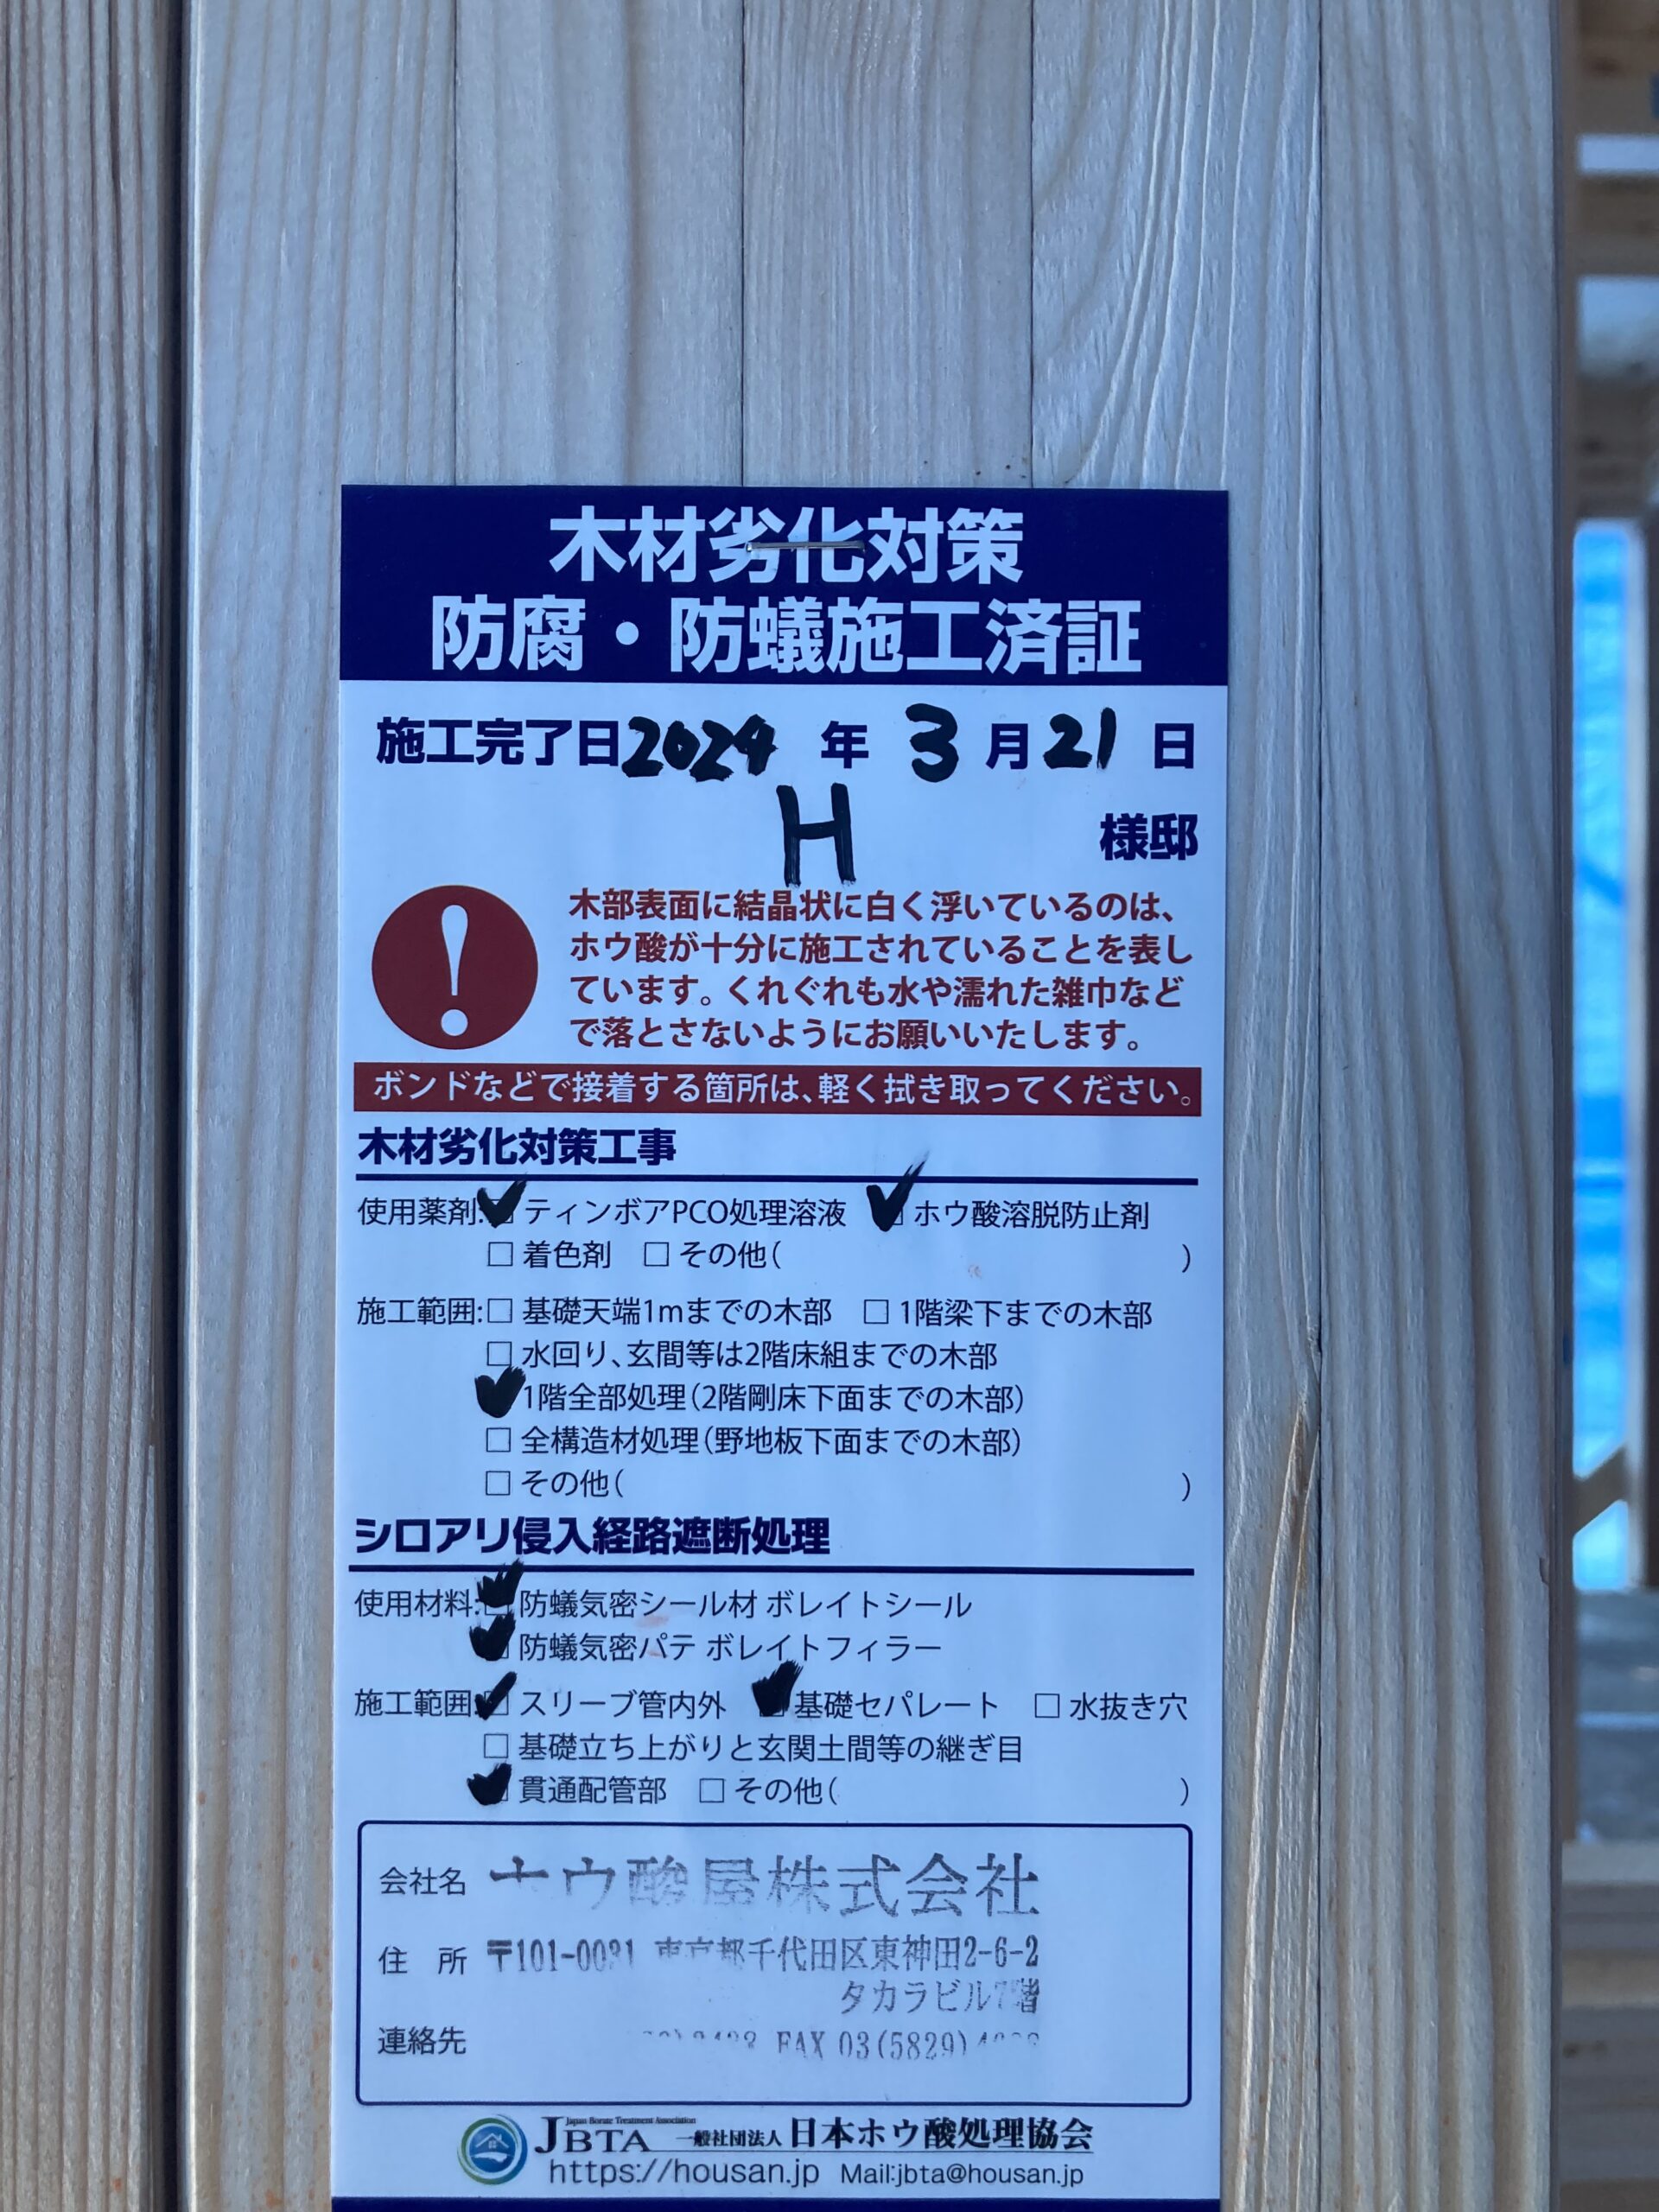 木材劣化対策
防腐・防蟻施工済証
施工完了日2024 年 3 月 21 日
H 様邸
木部表面に結晶状に白く浮いているのは、
ホウ酸が十分に施工されていることを表し
ています。くれぐれも水や濡れた雑巾など
で落とさないようにお願いいたします。
ボンドなどで接着する箇所は、軽く拭き取ってください。
木材劣化対策工事
使用薬剤:☑ ティンボアPCO処理溶液 ☑ ホウ酸溶脱防止剤
□ 着色剤 □ その他( )
施工範囲:□ 基礎天端1mまでの木部 □ 1階梁下までの木部
□ 水回り、玄間等は2階床組までの木部
☑ 1階全部処理(2階剛床下面までの木部)
□ 全構造材処理(野地板下面までの木部)
□ その他( )
シロアリ侵入経路遮断処理
使用材料:☑ 防蟻気密シール材 ボレイトシール
☑ 防蟻気密パテ ボレイトフィラー
施工範囲:☑ スリーブ管内外 ☑ 基礎セパレート □ 水抜き穴
□ 基礎立ち上がりと玄関土間等の継ぎ目
☑ 貫通配管部 □ その他( )
会社名 ホウ酸屋株式会社
住 所 〒101-0031 東京都千代田区東神田2-6-2
タカラビル7階
連絡先 FAX 03(5829)
Japan Borate Treatment Association
JBTA 一般社団法人 日本ホウ酸処理協会
https://housan.jp Mail:jbta@housan.jp